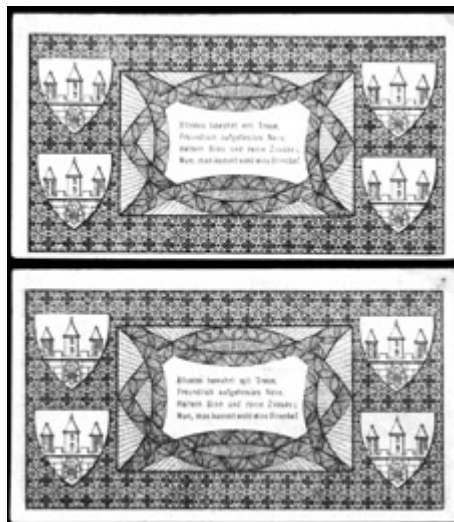 Ältestes bewahrt mit Treue,
Freundlich aufgefasstes Neue,
Heitern Sinn und reine Zwecke;
Nun, man kommt wohl eine Strecke!
Ältestes bewahrt mit Treue,
Freundlich aufgefasstes Neue,
Heitern Sinn und reine Zwecke;
Nun, man kommt wohl eine Strecke!